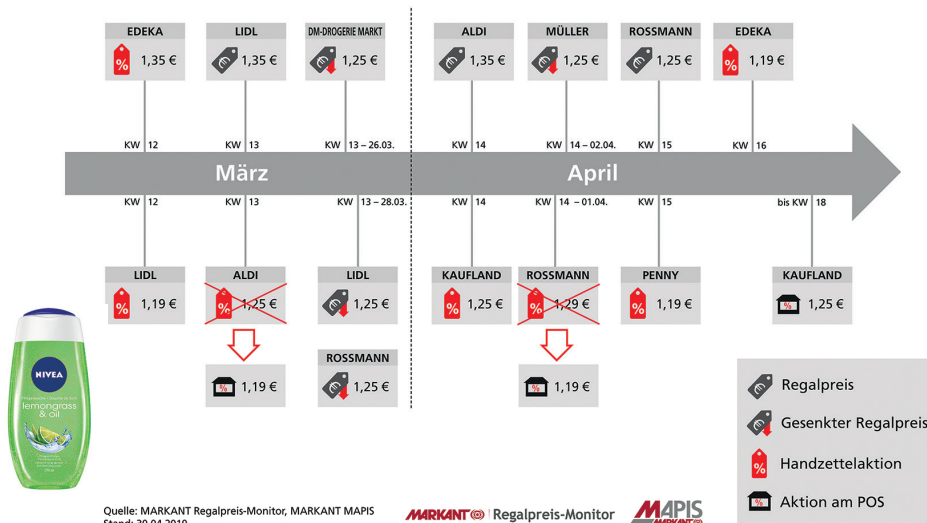 EDEKA
1,35 €
LIDL
1,35 €
DM-DROGERIE MARKT
1,25 €
ALDI
1,35 €
MÜLLER
1,25 €
ROSSMANN
1,25 €
EDEKA
1,19 €
KW 12
KW 13
KW 13 – 26.03.
KW 14
KW 14 – 02.04.
KW 15
KW 16
März
April
KW 12
KW 13
KW 13 – 28.03.
KW 14
KW 14 – 01.04.
KW 15
bis KW 18
LIDL
% 1,19 €
ALDI
% 1,25 €
LIDL
1,25 €
KAUFLAND
% 1,25 €
ROSSMANN
% 1,29 €
PENNY
% 1,19 €
KAUFLAND
% 1,25 €
% 1,19 €
ROSSMANN
1,25 €
% 1,19 €
NIVEA
lemongrass
& oil
€ Regalpreis
€ Gesenkter Regalpreis
% Handzettelaktion
% Aktion am POS
Quelle: MARKANT Regalpreis-Monitor, MARKANT MAPIS
Stand: 30.04.2019
MARKANT Regalpreis-Monitor
MAPIS
MARKANT